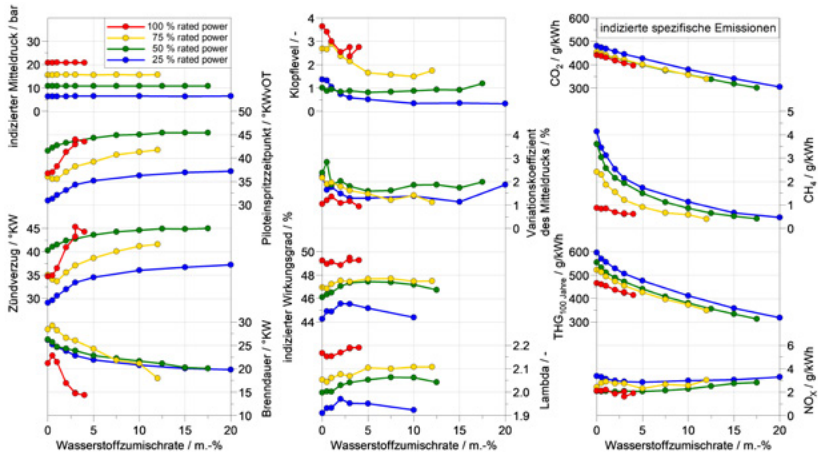 indizierter Mitteldruck / bar
40
30
20
10
0
100 % rated power
75 % rated power
50 % rated power
25 % rated power
Piloteinspritzzeitpunkt / °KWvOT
50
45
40
35
30
Zündverzug / °KW
45
40
35
30
Brenndauer / °KW
30
25
20
15
10
0 5 10 15 20
Wasserstoffzumischrate / m.-%
Klopflevel / -
4
3
2
1
0
Variationskoeffizient
des Mitteldrucks / %
4
3
2
1
0
indizierter Wirkungsgrad / %
50
48
46
44
Lambda / -
2.2
2.1
2.0
1.9
0 5 10 15 20
Wasserstoffzumischrate / m.-%
indizierte spezifische Emissionen
CO2 / g/kWh
600
500
400
300
CH4 / g/kWh
5
4
3
2
1
0
THG100 Jahre / g/kWh
600
500
400
300
NOX / g/kWh
6
4
2
0
0 5 10 15 20
Wasserstoffzumischrate / m.-%